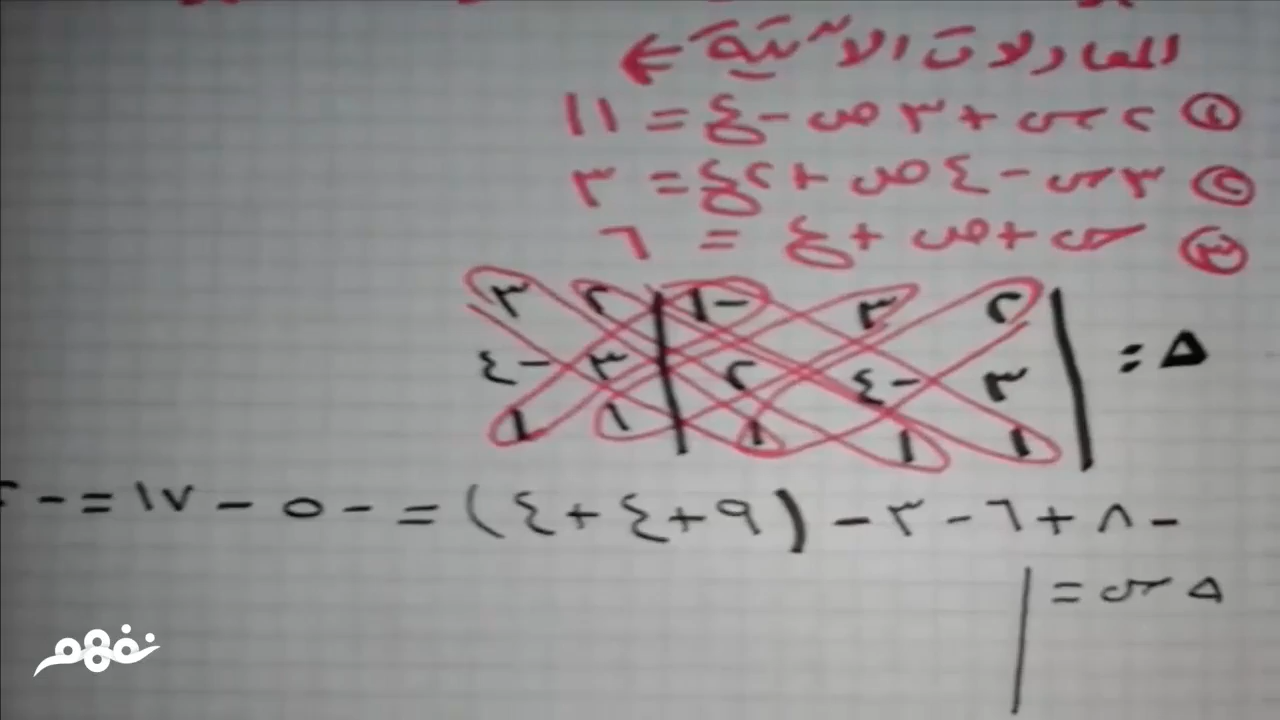 المعادلات الآتية ←
① ٢س + ٣ص - ع = ١١
② ٣س - ٤ص + ٢ع = ٣
③ س + ص + ع = ٦
Δ = | ٢ ٣ -١ | ٢ ٣
٣ -٤ ٢ | ٣ -٤
١ ١ ١ | ١ ١
-٨ + ٦ - ٣ - (٩ + ٤ + ٤) = -٥ - ١٧ = -
Δس = |
نفهم